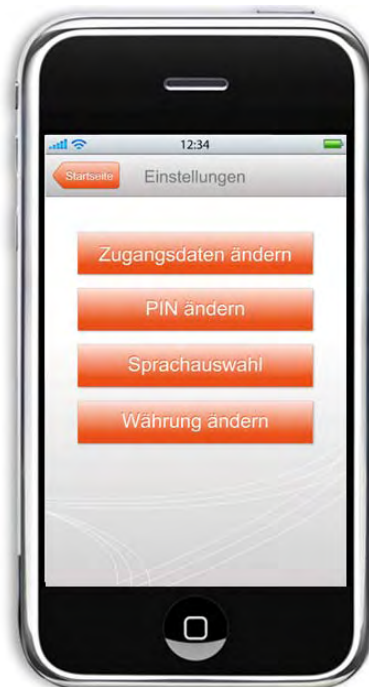 12:34
Startseite
Einstellungen
Zugangsdaten ändern
PIN ändern
Sprachauswahl
Währung ändern